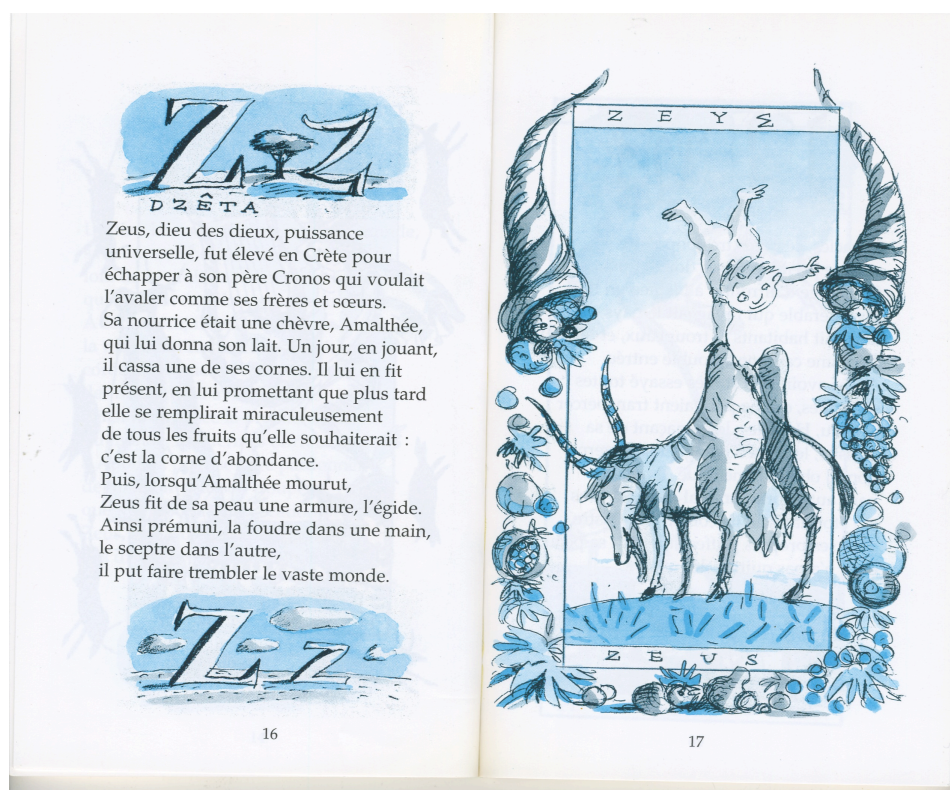 Z Z
DZÊTA
Zeus, dieu des dieux, puissance
universelle, fut élevé en Crète pour
échapper à son père Cronos qui voulait
l’avaler comme ses frères et sœurs.
Sa nourrice était une chèvre, Amalthée,
qui lui donna son lait. Un jour, en jouant,
il cassa une de ses cornes. Il lui en fit
présent, en lui promettant que plus tard
elle se remplirait miraculeusement
de tous les fruits qu’elle souhaiterait :
c’est la corne d’abondance.
Puis, lorsqu’Amalthée mourut,
Zeus fit de sa peau une armure, l’égide.
Ainsi prémuni, la foudre dans une main,
le sceptre dans l’autre,
il put faire trembler le vaste monde.
Z z
16
ΖΕΥΣ
ZEUS
17